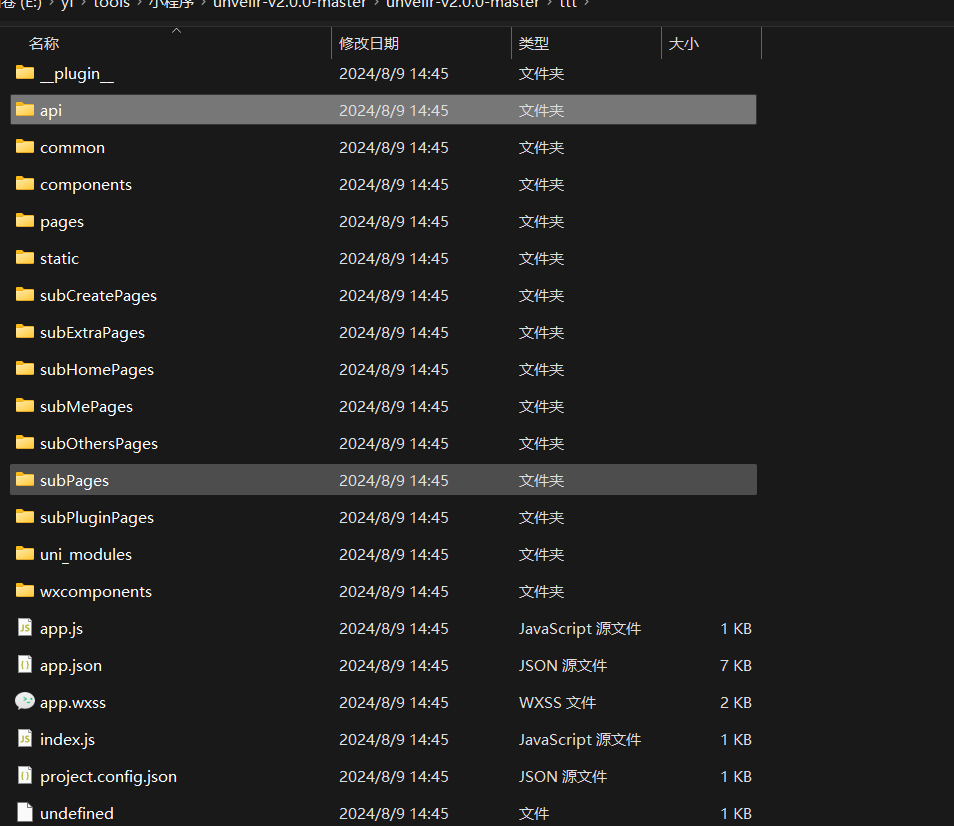 卷 (E:) › yi › tools › 小程序 › unveilr-v2.0.0-master › unveilr-v2.0.0-master › ttt ›
名称 修改日期 类型 大小
__plugin__ 2024/8/9 14:45 文件夹
api 2024/8/9 14:45 文件夹
common 2024/8/9 14:45 文件夹
components 2024/8/9 14:45 文件夹
pages 2024/8/9 14:45 文件夹
static 2024/8/9 14:45 文件夹
subCreatePages 2024/8/9 14:45 文件夹
subExtraPages 2024/8/9 14:45 文件夹
subHomePages 2024/8/9 14:45 文件夹
subMePages 2024/8/9 14:45 文件夹
subOthersPages 2024/8/9 14:45 文件夹
subPages 2024/8/9 14:45 文件夹
subPluginPages 2024/8/9 14:45 文件夹
uni_modules 2024/8/9 14:45 文件夹
wxcomponents 2024/8/9 14:45 文件夹
app.js 2024/8/9 14:45 JavaScript 源文件 1 KB
app.json 2024/8/9 14:45 JSON 源文件 7 KB
app.wxss 2024/8/9 14:45 WXSS 文件 2 KB
index.js 2024/8/9 14:45 JavaScript 源文件 1 KB
project.config.json 2024/8/9 14:45 JSON 源文件 1 KB
undefined 2024/8/9 14:45 文件 1 KB